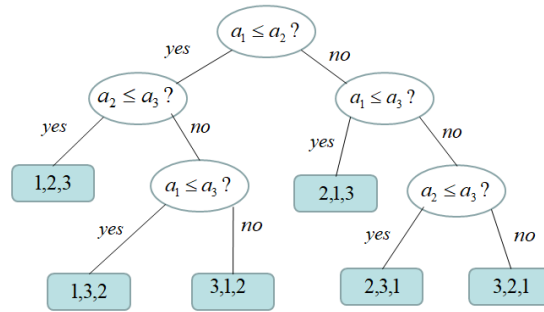 a₁ ≤ a₂ ?
yes
no
a₂ ≤ a₃ ?
a₁ ≤ a₃ ?
yes
no
yes
no
1,2,3
a₁ ≤ a₃ ?
2,1,3
a₂ ≤ a₃ ?
yes
no
yes
no
1,3,2
3,1,2
2,3,1
3,2,1